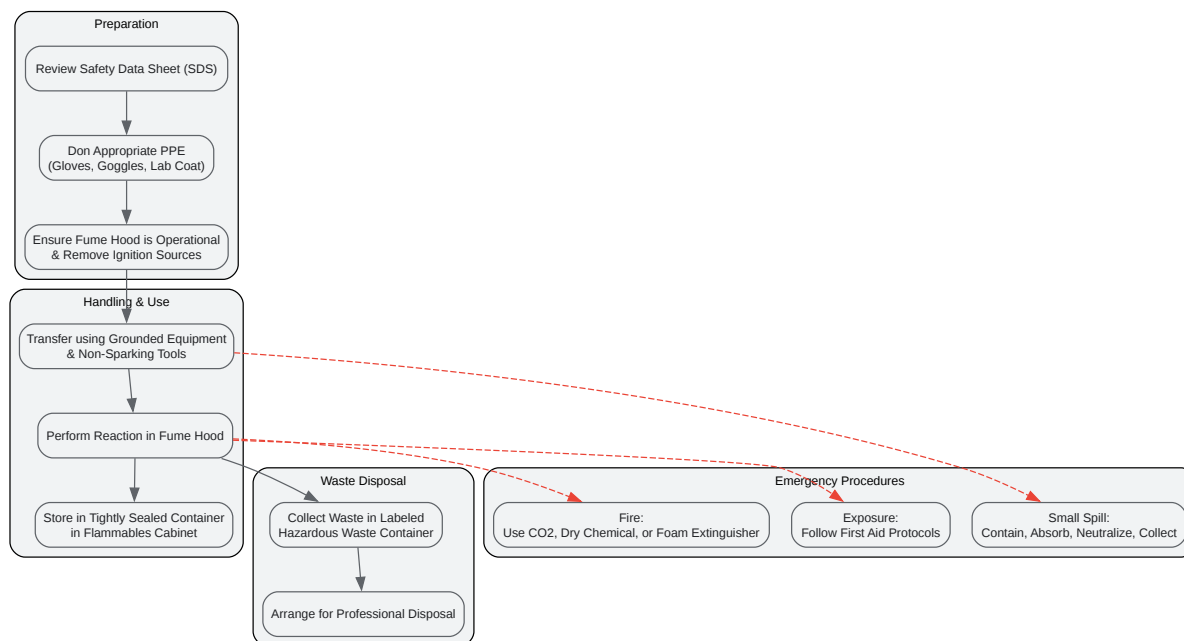 Preparation
Review Safety Data Sheet (SDS)
Don Appropriate PPE
(Gloves, Goggles, Lab Coat)
Ensure Fume Hood is Operational
& Remove Ignition Sources
Handling & Use
Transfer using Grounded Equipment
& Non-Sparking Tools
Perform Reaction in Fume Hood
Store in Tightly Sealed Container
in Flammables Cabinet
Waste Disposal
Collect Waste in Labeled
Hazardous Waste Container
Arrange for Professional Disposal
Emergency Procedures
Fire:
Use CO2, Dry Chemical, or Foam Extinguisher
Exposure:
Follow First Aid Protocols
Small Spill:
Contain, Absorb, Neutralize, Collect